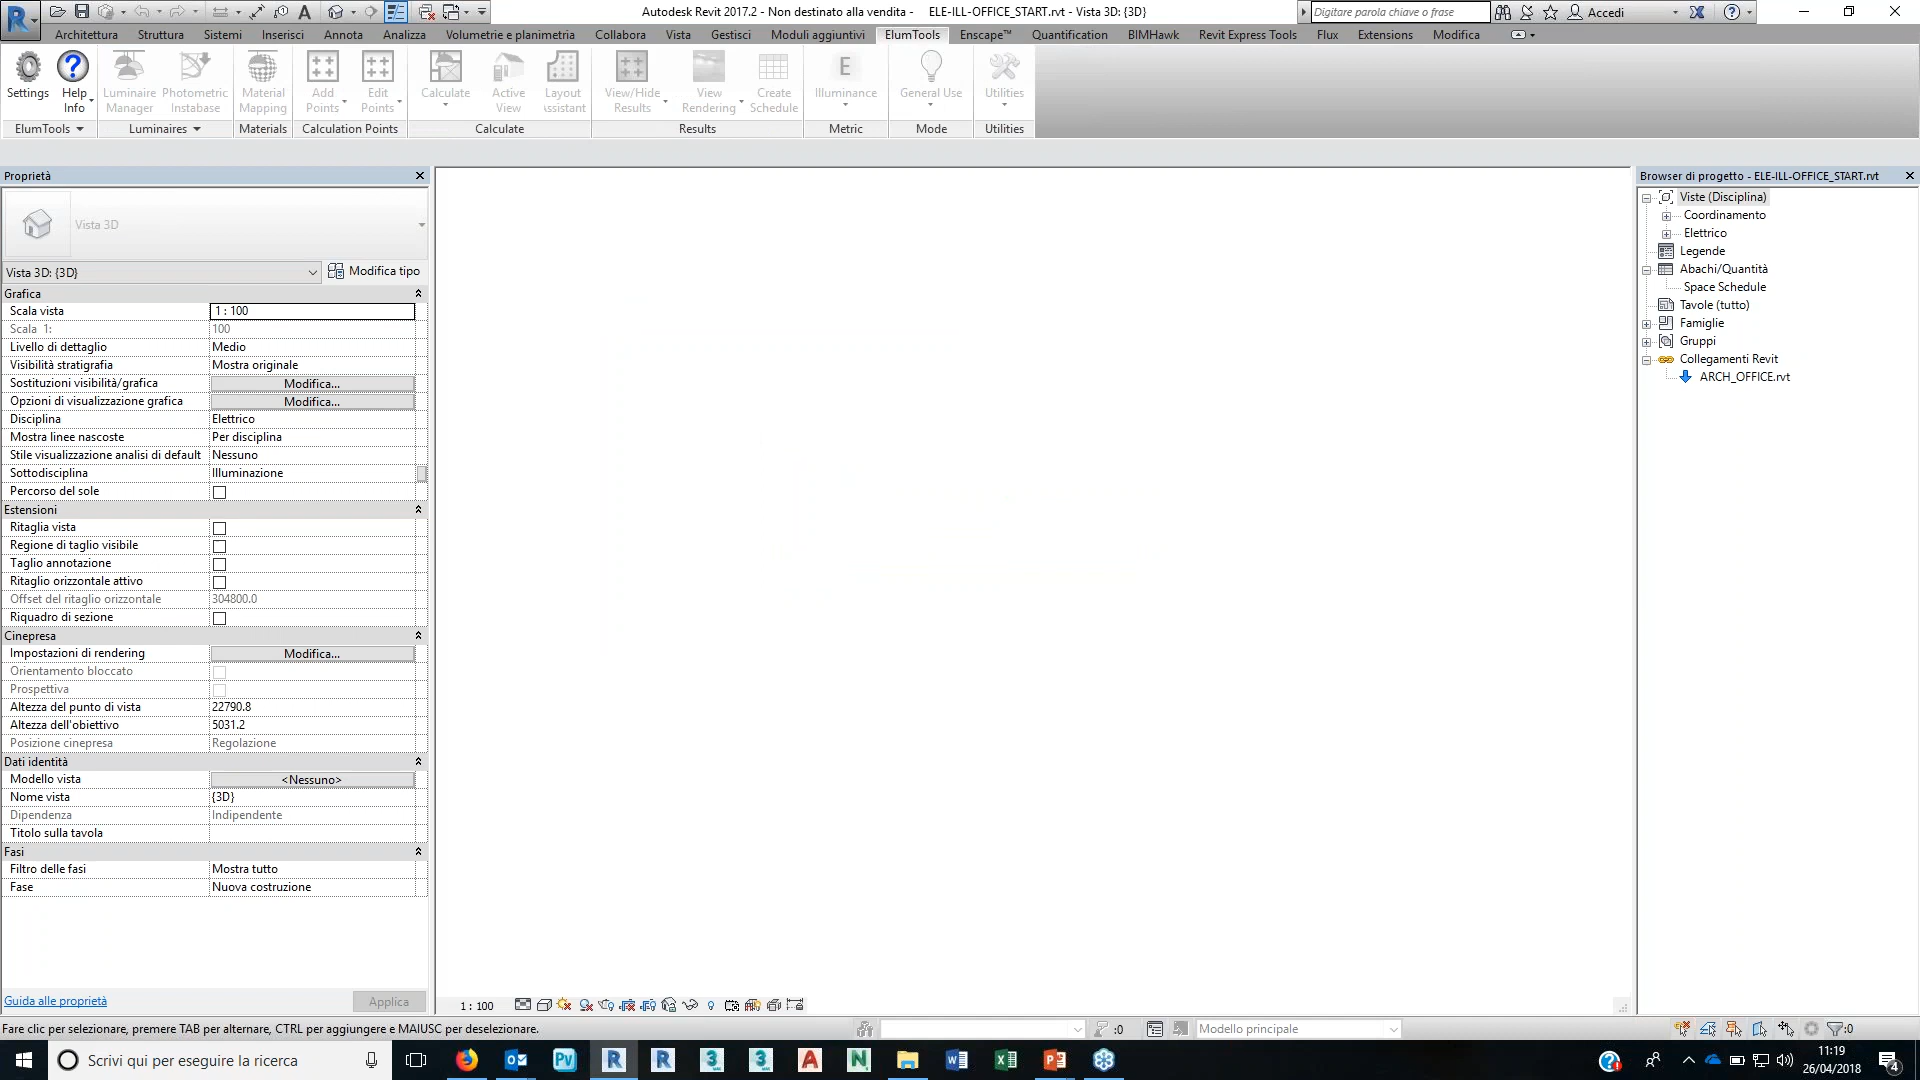 Autodesk Revit 2017.2 - Non destinato alla vendita - ELE-ILL-OFFICE_START.rvt - Vista 3D: {3D}
Digitare parola chiave o frase
Accedi
Architettura Struttura Sistemi Inserisci Annota Analizza Volumetrie e planimetria Collabora Vista Gestisci Moduli aggiuntivi ElumTools Enscape™ Quantification BIMHawk Revit Express Tools Flux Extensions Modifica
Settings
Help
Info
Luminaire
Manager
Photometric
Instabase
Material
Mapping
Add
Points
Edit
Points
Calculate
Active
View
Layout
Assistant
View/Hide
Results
View
Rendering
Create
Schedule
E
Illuminance
General Use
Utilities
ElumTools Luminaires Materials Calculation Points Calculate Results Metric Mode Utilities
Proprietà
Vista 3D
Vista 3D: {3D}
Modifica tipo
Grafica
Scala vista 1 : 100
Scala 1: 100
Livello di dettaglio Medio
Visibilità stratigrafia Mostra originale
Sostituzioni visibilità/grafica Modifica...
Opzioni di visualizzazione grafica Modifica...
Disciplina Elettrico
Mostra linee nascoste Per disciplina
Stile visualizzazione analisi di default Nessuno
Sottodisciplina Illuminazione
Percorso del sole
Estensioni
Ritaglia vista
Regione di taglio visibile
Taglio annotazione
Ritaglio orizzontale attivo
Offset del ritaglio orizzontale 304800.0
Riquadro di sezione
Cinepresa
Impostazioni di rendering Modifica...
Orientamento bloccato
Prospettiva
Altezza del punto di vista 22790.8
Altezza dell'obiettivo 5031.2
Posizione cinepresa Regolazione
Dati identità
Modello vista <Nessuno>
Nome vista {3D}
Dipendenza Indipendente
Titolo sulla tavola
Fasi
Filtro delle fasi Mostra tutto
Fase Nuova costruzione
Guida alle proprietà
Applica
Browser di progetto - ELE-ILL-OFFICE_START.rvt
Viste (Disciplina)
Coordinamento
Elettrico
Legende
Abachi/Quantità
Space Schedule
Tavole (tutto)
Famiglie
Gruppi
Collegamenti Revit
ARCH_OFFICE.rvt
1 : 100
Fare clic per selezionare, premere TAB per alternare, CTRL per aggiungere e MAIUSC per deselezionare.
:0
Modello principale
:0
Scrivi qui per eseguire la ricerca
11:19
26/04/2018
4